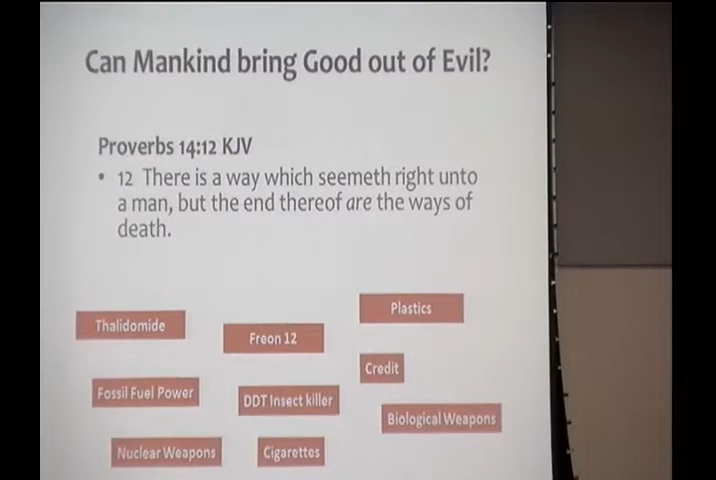 Can Mankind bring Good out of Evil?
Proverbs 14:12 KJV
• 12 There is a way which seemeth right unto
a man, but the end thereof are the ways of
death.
Plastics
Thalidomide
Freon 12
Credit
Fossil Fuel Power
DDT Insect killer
Biological Weapons
Nuclear Weapons
Cigarettes